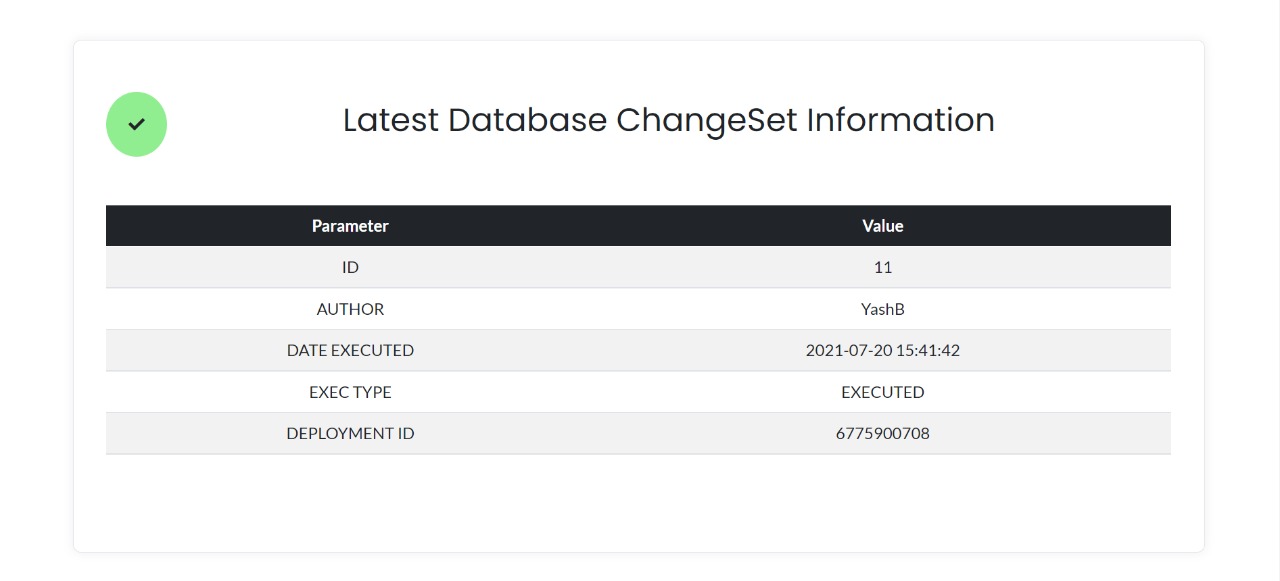 Latest Database ChangeSet Information
Parameter Value
ID 11
AUTHOR YashB
DATE EXECUTED 2021-07-20 15:41:42
EXEC TYPE EXECUTED
DEPLOYMENT ID 6775900708